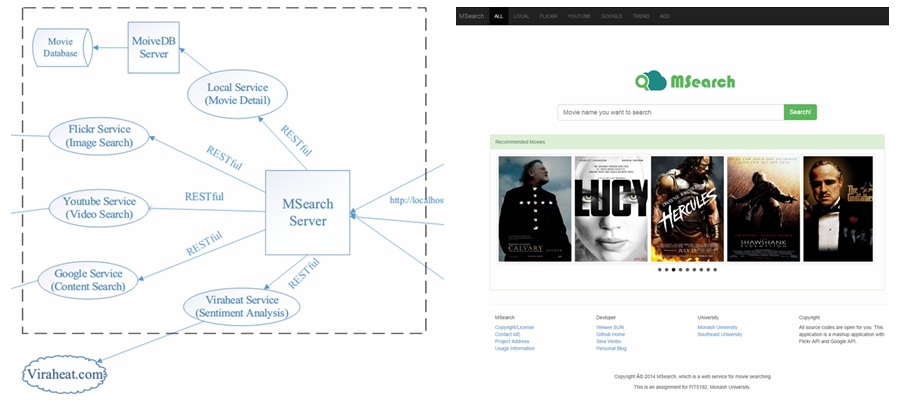 Movie
Database
MoiveDB
Server
Local Service
(Movie Detail)
Flickr Service
(Image Search)
RESTful
RESTful
Youtube Service
(Video Search)
RESTful
MSearch
Server
http://localhos
RESTful
Google Service
(Content Search)
RESTful
Viraheat Service
(Sentiment Analysis)
Viraheat.com
MSearch ALL LOCAL FLICKR YOUTUBE GOOGLE TREND ADD
MSearch
Movie name you want to search Search!
Recommended Movies
CALVARY
LUCY
HERCULES
JULY 25
SHAWSHANK
REDEMPTION
The
Godfather
MSearch
Copyright/License
Contact ME
Project Address
Usage Information
Devloper
Weiwei SUN
Github Home
Sina Weibo
Personal Blog
University
Monash University
Southeast University
Copyright
All source codes are open for you. This
application is a mashup application with
Flickr API and Google API.
Copyright Â© 2014 MSearch, which is a web service for movie searching
This is an assignment for FIT5192, Monash University